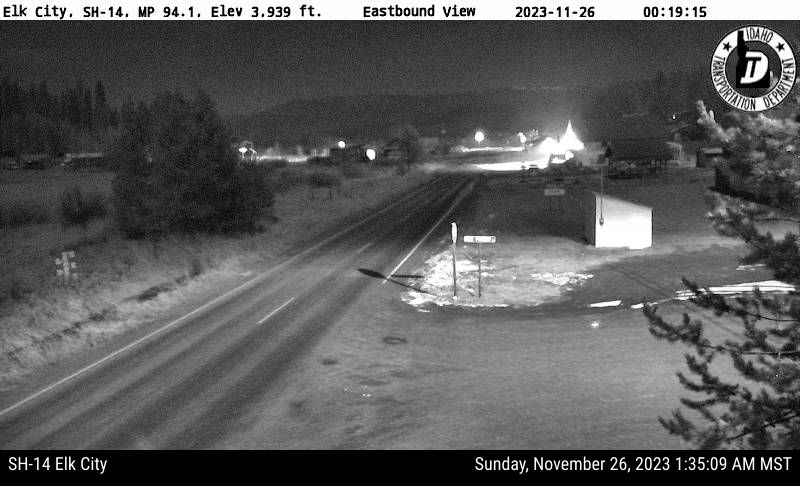 Elk City, SH-14, MP 94.1, Elev 3,939 ft. Eastbound View 2023-11-26 00:19:15
IDAHO
TRANSPORTATION DEPARTMENT
SH-14 Elk City Sunday, November 26, 2023 1:35:09 AM MST